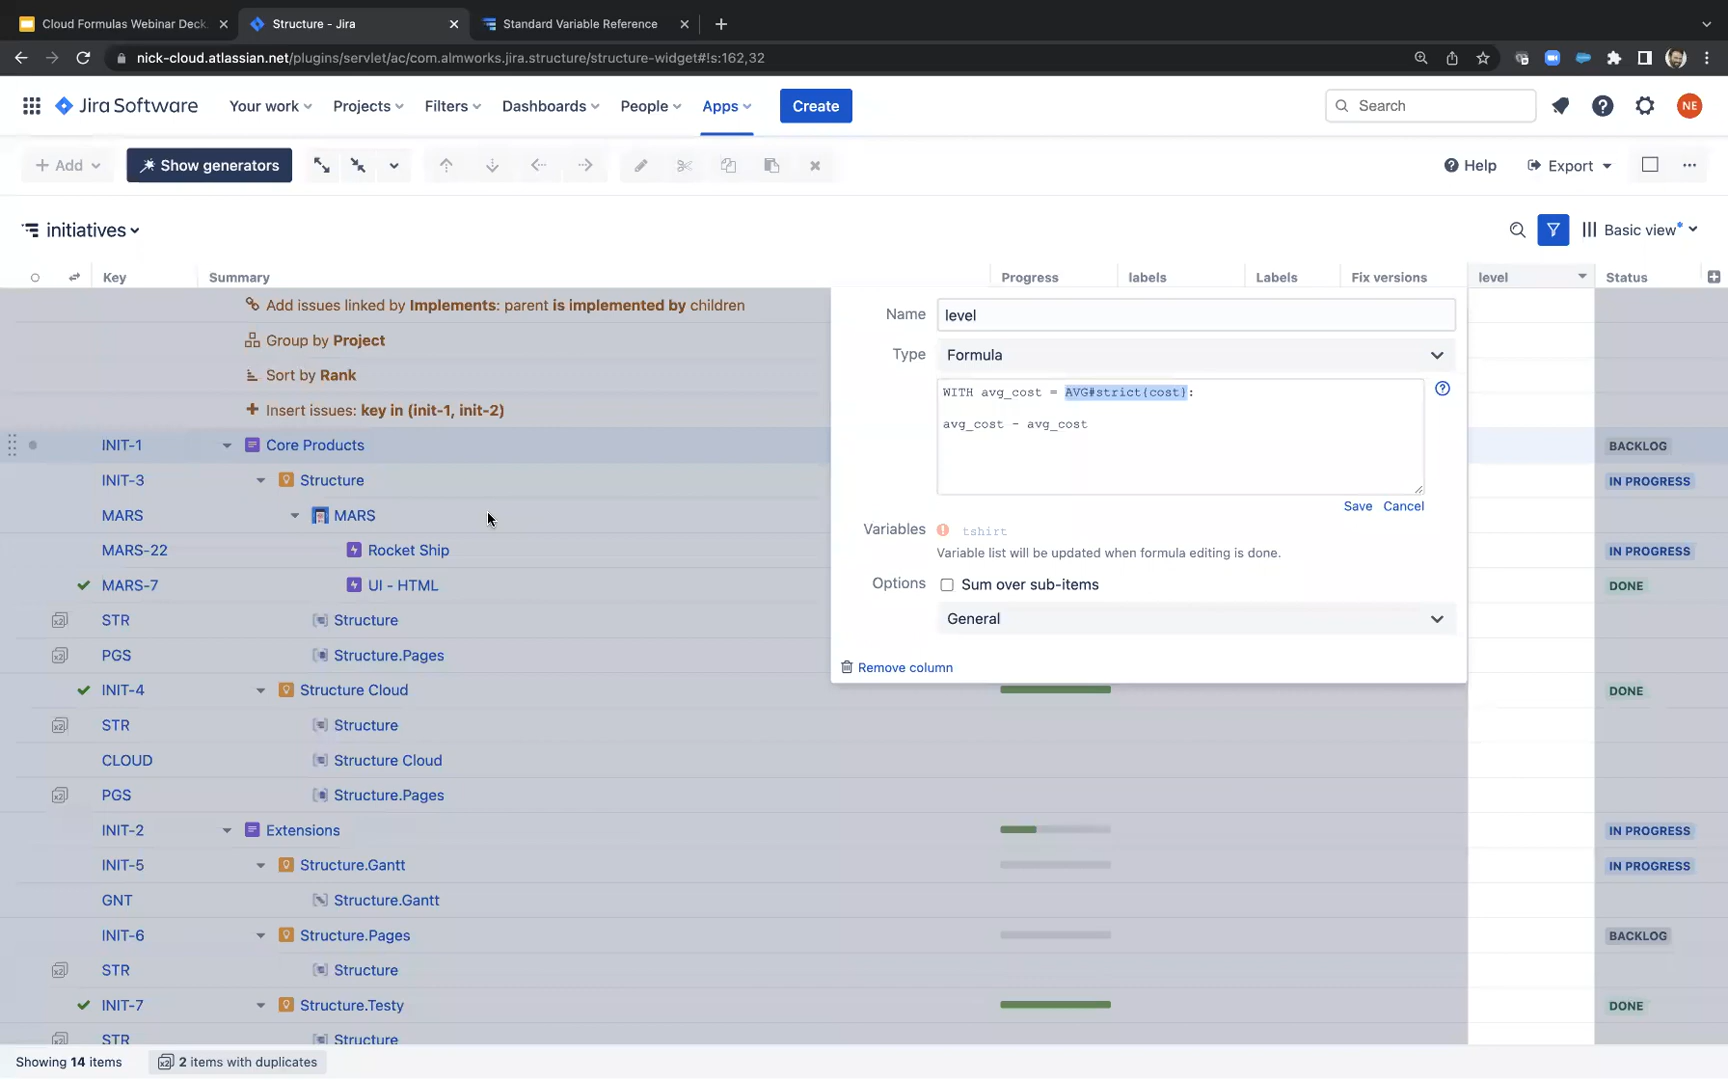 Cloud Formulas Webinar Deck
Structure - Jira
Standard Variable Reference
nick-cloud.atlassian.net/plugins/servlet/ac/com.almworks.jira.structure/structure-widget#!s:162,32
Jira Software
Your work
Projects
Filters
Dashboards
People
Apps
Create
Search
NE
Add
Show generators
Help
Export
initiatives
Basic view
Key
Summary
Progress
labels
Labels
Fix versions
level
Status
Add issues linked by Implements: parent is implemented by children
Group by Project
Sort by Rank
Insert issues: key in (init-1, init-2)
Name
level
Type
Formula
WITH avg_cost = AVG#strict{cost}:
avg_cost - avg_cost
Save
Cancel
Variables
tshirt
Variable list will be updated when formula editing is done.
Options
Sum over sub-items
General
Remove column
INIT-1 Core Products BACKLOG
INIT-3 Structure IN PROGRESS
MARS MARS
MARS-22 Rocket Ship IN PROGRESS
MARS-7 UI - HTML DONE
x2 STR Structure
x2 PGS Structure.Pages
INIT-4 Structure Cloud DONE
x2 STR Structure
CLOUD Structure Cloud
x2 PGS Structure.Pages
INIT-2 Extensions IN PROGRESS
INIT-5 Structure.Gantt IN PROGRESS
GNT Structure.Gantt
INIT-6 Structure.Pages BACKLOG
x2 STR Structure
INIT-7 Structure.Testy DONE
x2 STR Structure
Showing 14 items
x2 2 items with duplicates